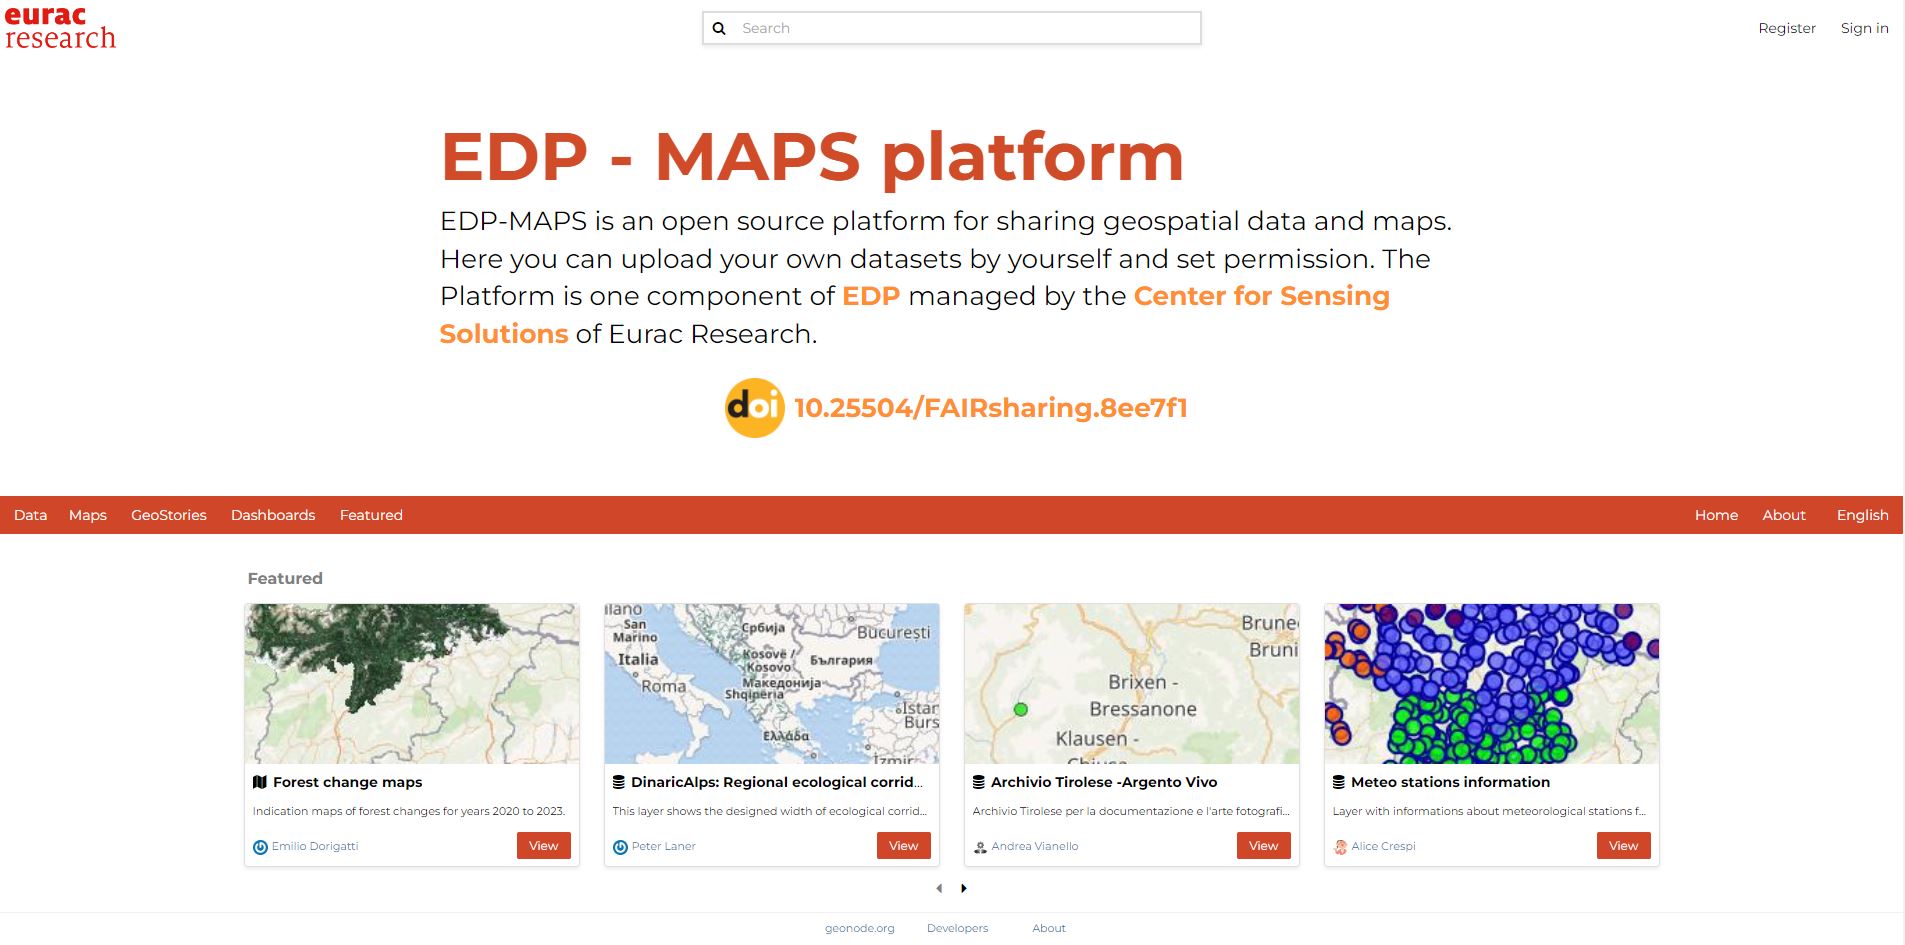 eurac
research
Search
Register
Sign in
EDP - MAPS platform
EDP-MAPS is an open source platform for sharing geospatial data and maps.
Here you can upload your own datasets by yourself and set permission. The
Platform is one component of EDP managed by the Center for Sensing
Solutions of Eurac Research.
doi 10.25504/FAIRsharing.8ee7f1
Data Maps GeoStories Dashboards Featured Home About English
Featured
ilano
San
Marino
Србија
București
Italia
Kosovë /
Kosovo
България
Roma
Македонија
Shqipëria
Istan
Burs
Ελλάδα
İzmir
Brune
Bruni
Brixen -
Bressanone
Klausen -
Chiusa
Forest change maps
Indication maps of forest changes for years 2020 to 2023.
Emilio Dorigatti
View
DinaricAlps: Regional ecological corrid...
This layer shows the designed width of ecological corrid...
Peter Laner
View
Archivio Tirolese -Argento Vivo
Archivio Tirolese per la documentazione e l'arte fotografi...
Andrea Vianello
View
Meteo stations information
Layer with informations about meteorological stations f...
Alice Crespi
View
geonode.org Developers About